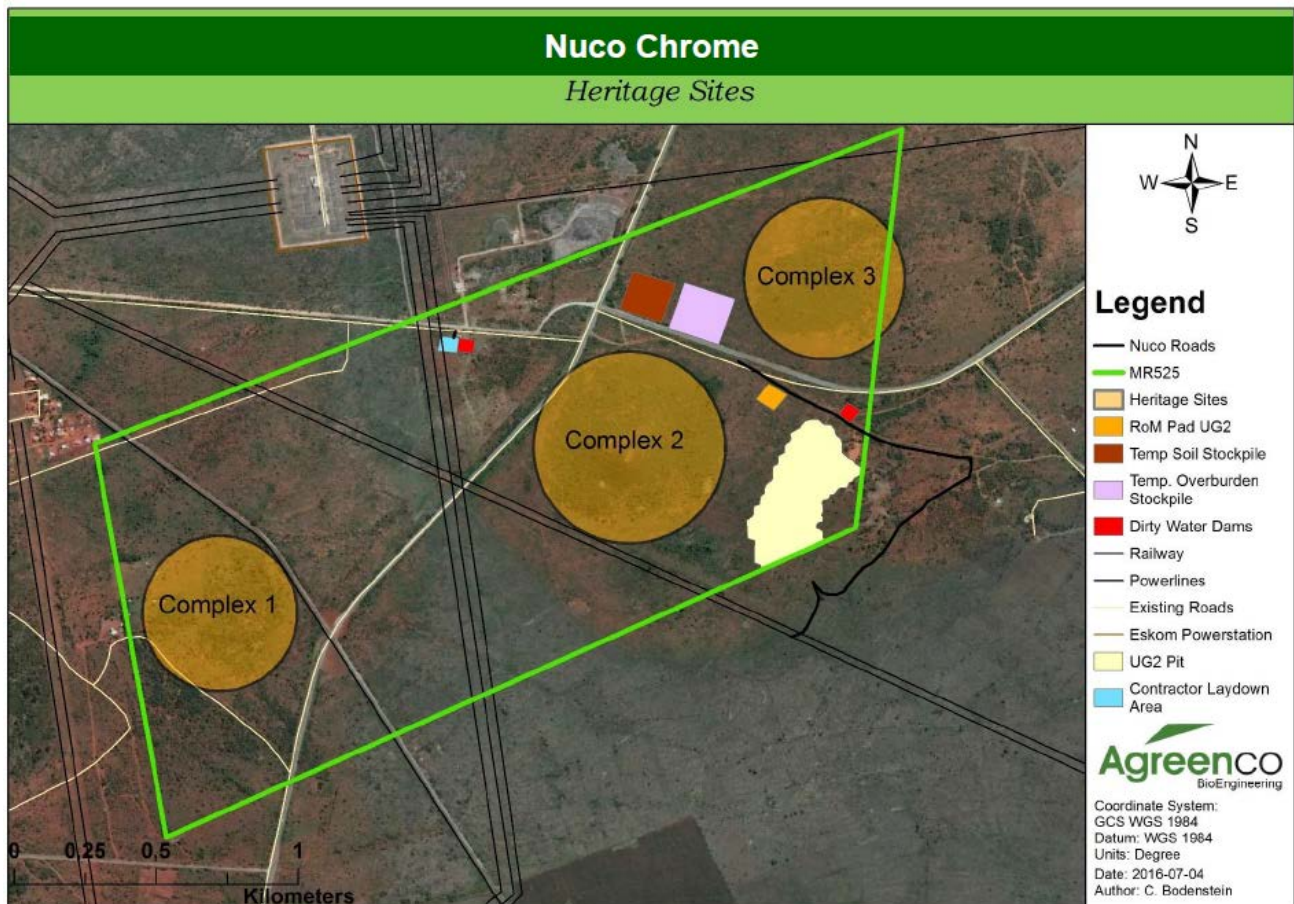 Nuco Chrome
Heritage Sites
N
W E
S
Complex 3
Complex 2
Complex 1
Legend
Nuco Roads
MR525
Heritage Sites
RoM Pad UG2
Temp Soil Stockpile
Temp. Overburden
Stockpile
Dirty Water Dams
Railway
Powerlines
Existing Roads
Eskom Powerstation
UG2 Pit
Contractor Laydown
Area
Agreenco
BioEngineering
Coordinate System:
GCS WGS 1984
Datum: WGS 1984
Units: Degree
Date: 2016-07-04
Author: C. Bodenstein
0 0,25 0,5 1
Kilometers